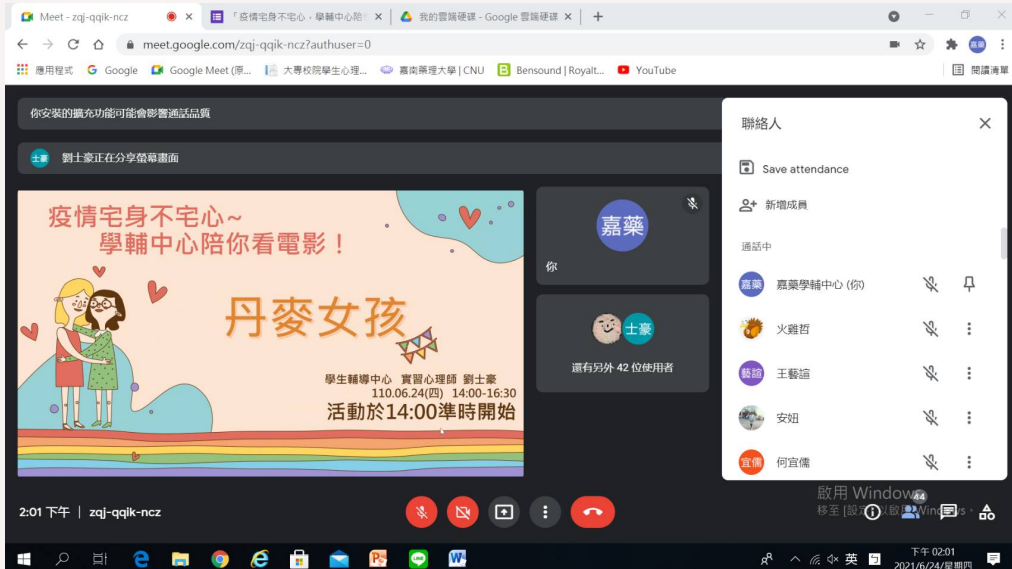 Meet - zqj-qqik-ncz
「疫情宅身不宅心，學輔中心陪
我的雲端硬碟 - Google 雲端硬碟
meet.google.com/zqj-qqik-ncz?authuser=0
嘉藥
應用程式
Google
Google Meet (原...
大專校院學生心理...
嘉南藥理大學 | CNU
Bensound | Royalt...
YouTube
閱讀清單
你安裝的擴充功能可能會影響通話品質
士豪 劉士豪正在分享螢幕畫面
疫情宅身不宅心~
學輔中心陪你看電影！
丹麥女孩
學生輔導中心 實習心理師 劉士豪
110.06.24(四) 14:00-16:30
活動於14:00準時開始
嘉藥
你
士豪
還有另外 42 位使用者
聯絡人
Save attendance
新增成員
通話中
嘉藥 嘉藥學輔中心 (你)
火雞哲
藝諠 王藝諠
安妞
宜儒 何宜儒
啟用 Windows
移至 [設
44
2:01 下午 | zqj-qqik-ncz
英
下午 02:01
2021/6/24/星期四